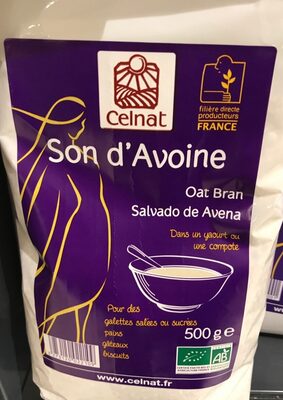 Celnat
filière directe
producteurs
FRANCE
Son d'Avoine
Oat Bran
Salvado de Avena
Dans un yaourt ou
une compote
Pour des
galettes salées ou sucrées
pains
gâteaux
biscuits
500 g e
AB
www.celnat.fr